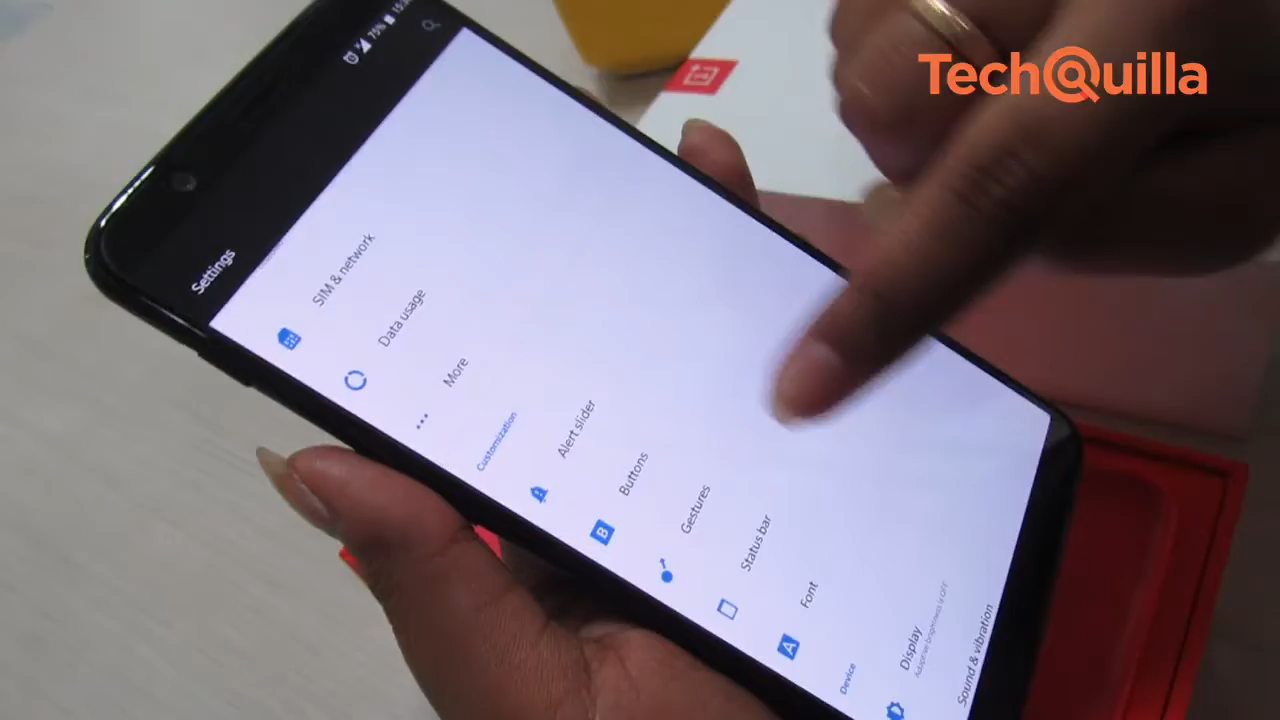 TechQuilla
75%
Settings
SIM & network
Data usage
More
Customization
Alert slider
Buttons
Gestures
Status bar
Font
Device
Display
Adaptive brightness is OFF
Sound & vibration